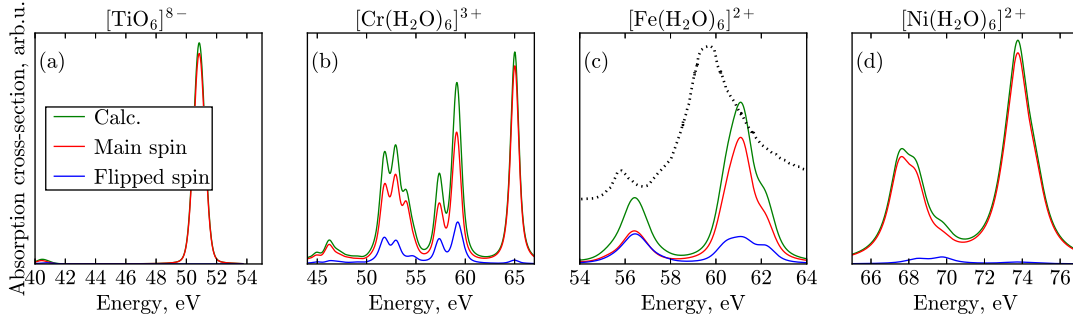 [TiO₆]⁸⁻ [Cr(H₂O)₆]³⁺ [Fe(H₂O)₆]²⁺ [Ni(H₂O)₆]²⁺
Absorption cross-section, arb.u.
(a) (b) (c) (d)
Calc.
Main spin
Flipped spin
40 42 44 46 48 50 52 54 45 50 55 60 65 54 56 58 60 62 64 66 68 70 72 74 76
Energy, eV Energy, eV Energy, eV Energy, eV